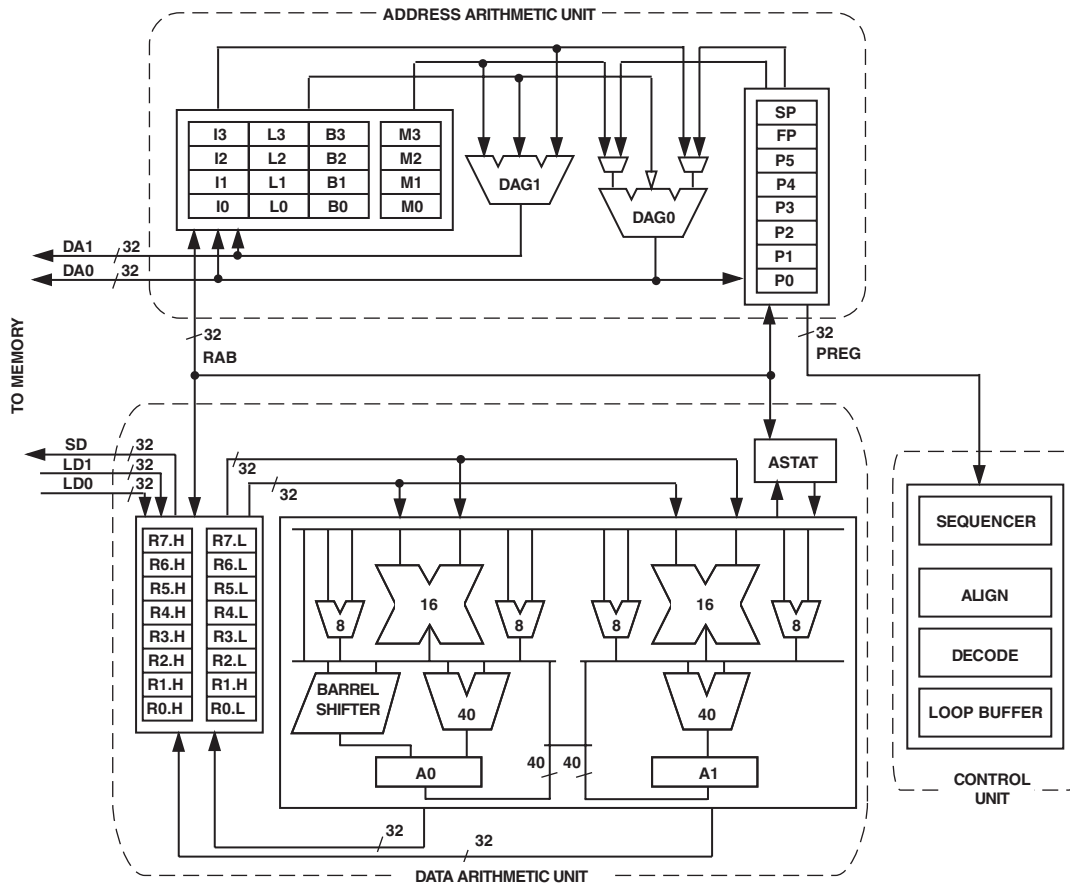 ADDRESS ARITHMETIC UNIT
I3 L3 B3 M3
I2 L2 B2 M2
I1 L1 B1 M1
I0 L0 B0 M0
DAG1
DAG0
SP
FP
P5
P4
P3
P2
P1
P0
DA1 32
DA0 32
TO MEMORY
32
RAB
32
PREG
SD 32
LD1 32
LD0 32
32
32
ASTAT
R7.H R7.L
R6.H R6.L
R5.H R5.L
R4.H R4.L
R3.H R3.L
R2.H R2.L
R1.H R1.H
R0.H R0.L
16
8
8
16
8
8
BARREL
SHIFTER
40
40
40 40
A0
A1
32
32
DATA ARITHMETIC UNIT
SEQUENCER
ALIGN
DECODE
LOOP BUFFER
CONTROL
UNIT